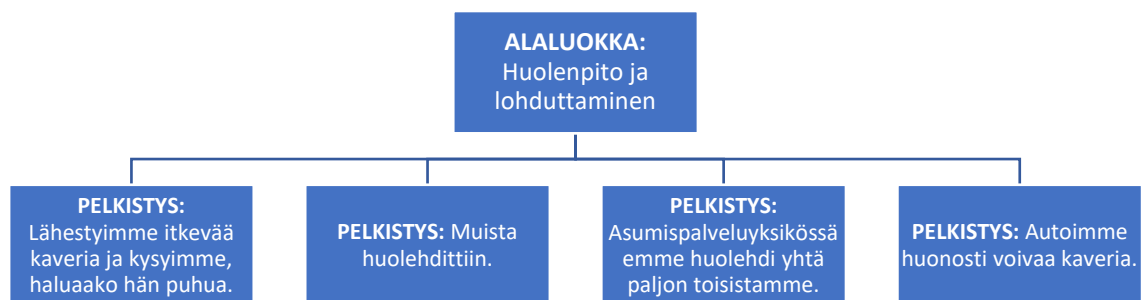 ALALUOKKA:
Huolenpito ja
lohduttaminen
PELKISTYS:
Lähestyimme itkevää
kaveria ja kysyimme,
haluaako hän puhua.
PELKISTYS: Muista
huolehdittiin.
PELKISTYS:
Asumispalveluyksikössä
emme huolehdi yhtä
paljon toisistamme.
PELKISTYS: Autoimme
huonosti voivaa kaveria.